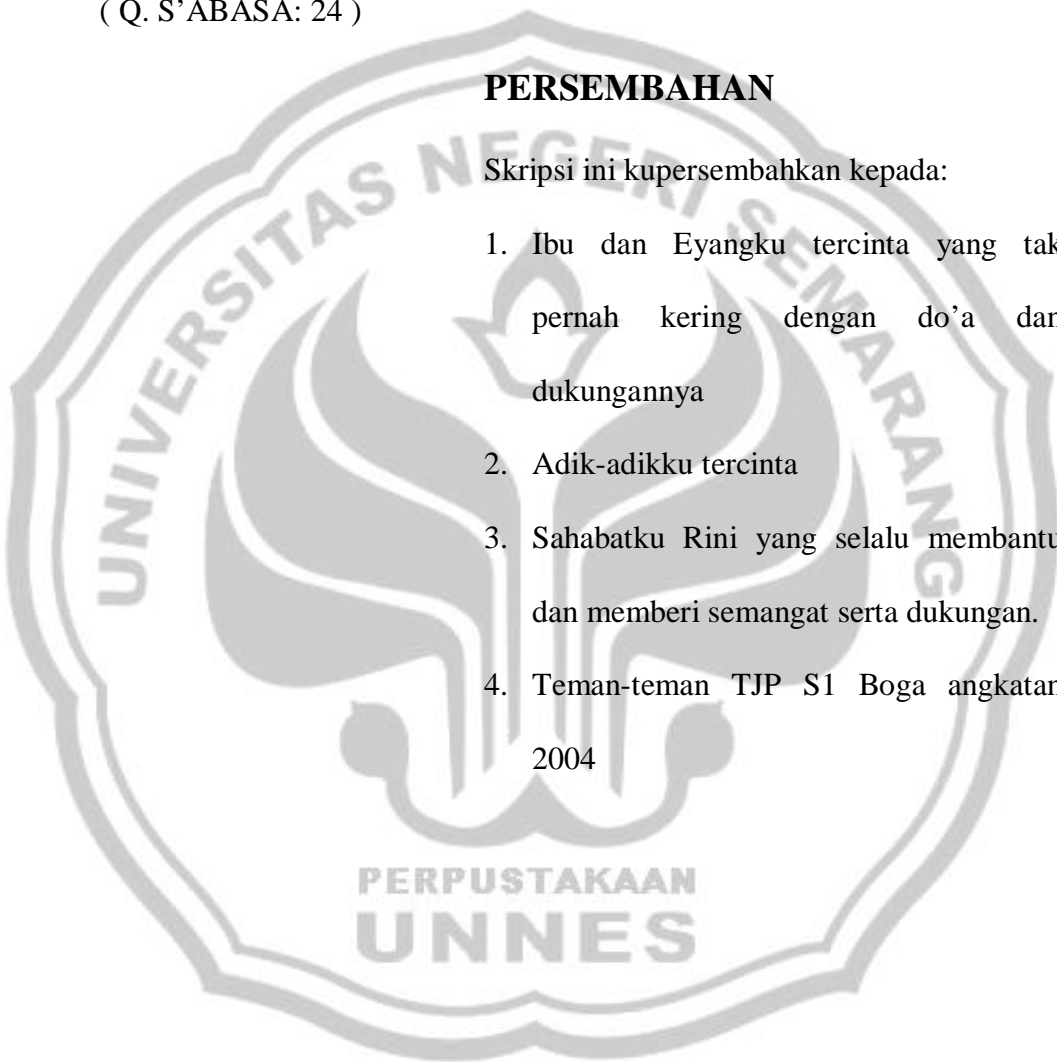 ( Q. S’ABASA: 24 )
PERSEMBAHAN
Skripsi ini kupersembahkan kepada:
1. Ibu dan Eyangku tercinta yang tak
pernah kering dengan do’a dan
dukungannya
2. Adik-adikku tercinta
3. Sahabatku Rini yang selalu membantu
dan memberi semangat serta dukungan.
4. Teman-teman TJP S1 Boga angkatan
2004
UNIVERSITAS NEGERI SEMARANG
PERPUSTAKAAN
UNNES